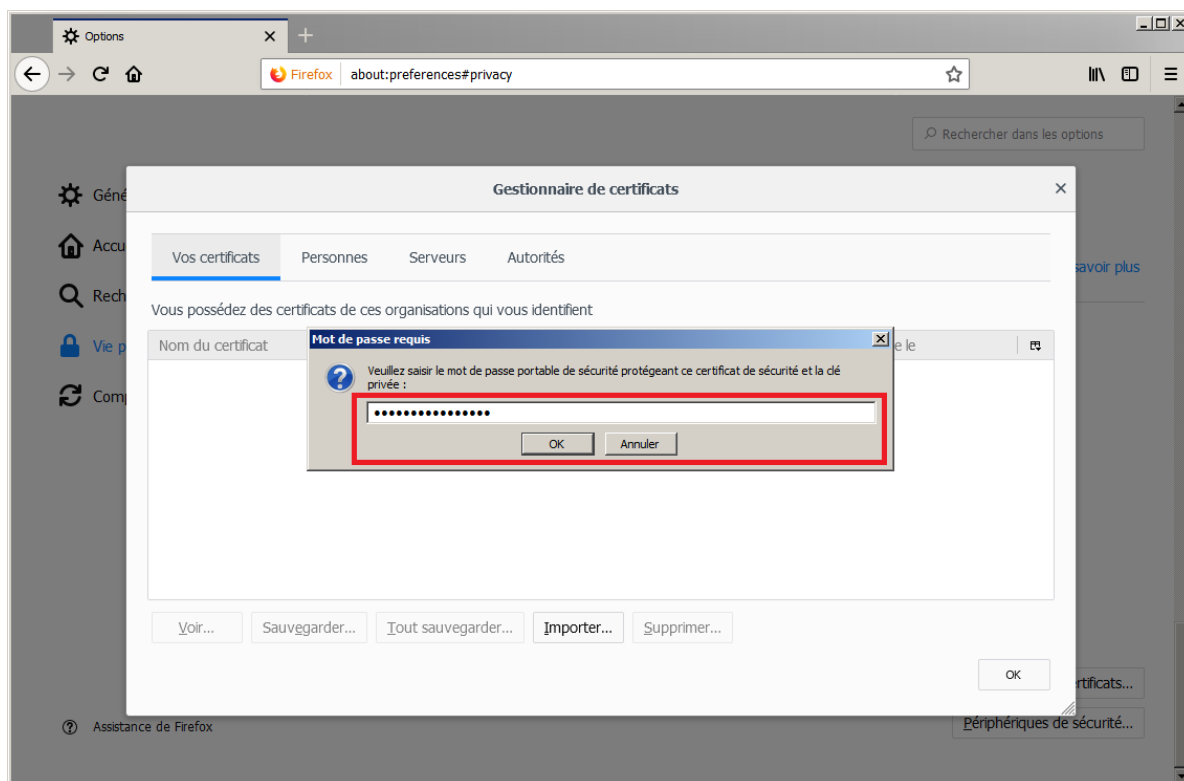 Options
Firefox about:preferences#privacy
Rechercher dans les options
Gestionnaire de certificats
Géné
Accu
Vos certificats Personnes Serveurs Autorités
savoir plus
Rech
Vous possédez des certificats de ces organisations qui vous identifient
Mot de passe requis
Vie p
Nom du certificat
e le
Veuillez saisir le mot de passe portable de sécurité protégeant ce certificat de sécurité et la clé
privée :
Comp
••••••••••••••••
OK Annuler
Voir... Sauvegarder... Tout sauvegarder... Importer... Supprimer...
OK
rtificats...
Assistance de Firefox
Périphériques de sécurité...